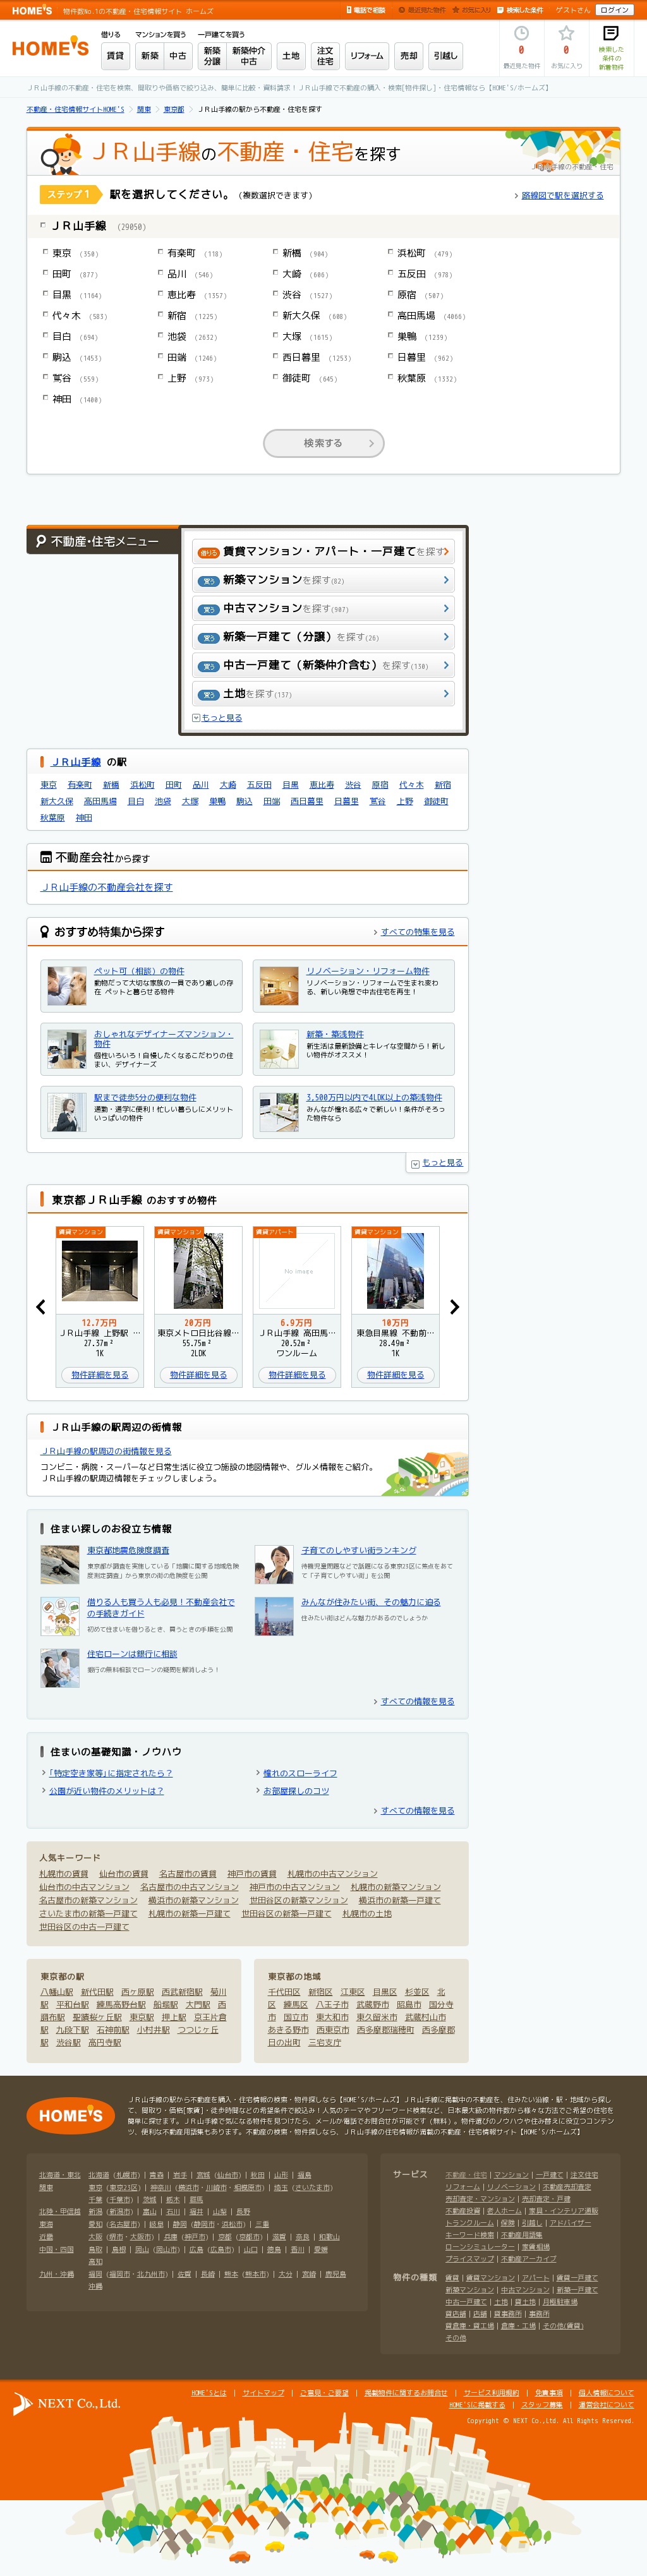 HOME'S 物件数No.1の不動産・住宅情報サイト ホームズ
電話で相談 最近見た物件 お気に入り 検索した条件 ゲストさん ログイン
HOME'S
借りる マンションを買う 一戸建てを買う
賃貸 新築 中古 新築分譲 新築仲介中古 土地 注文住宅 リフォーム 売却 引越し
0 最近見た物件
0 お気に入り
検索した条件の新着物件
ＪＲ山手線の不動産・住宅を検索、間取りや価格で絞り込み、簡単に比較・資料請求！ＪＲ山手線で不動産の購入・検索[物件探し]・住宅情報なら【HOME'S/ホームズ】
不動産・住宅情報サイトHOME'S 関東 東京都 ＪＲ山手線の駅から不動産・住宅を探す
ＪＲ山手線の不動産・住宅を探す
ＪＲ山手線の不動産・住宅
ステップ1 駅を選択してください。（複数選択できます）
路線図で駅を選択する
ＪＲ山手線 (29050)
東京 (350) 有楽町 (118) 新橋 (904) 浜松町 (479)
田町 (877) 品川 (546) 大崎 (606) 五反田 (978)
目黒 (1164) 恵比寿 (1357) 渋谷 (1527) 原宿 (507)
代々木 (583) 新宿 (1225) 新大久保 (608) 高田馬場 (4066)
目白 (694) 池袋 (2632) 大塚 (1615) 巣鴨 (1239)
駒込 (1453) 田端 (1246) 西日暮里 (1253) 日暮里 (962)
鶯谷 (559) 上野 (973) 御徒町 (645) 秋葉原 (1332)
神田 (1400)
検索する
不動産・住宅メニュー
借りる 賃貸マンション・アパート・一戸建てを探す
買う 新築マンションを探す(82)
買う 中古マンションを探す(907)
買う 新築一戸建て（分譲）を探す(26)
買う 中古一戸建て（新築仲介含む）を探す(130)
買う 土地を探す(137)
もっと見る
ＪＲ山手線 の駅
東京 有楽町 新橋 浜松町 田町 品川 大崎 五反田 目黒 恵比寿 渋谷 原宿 代々木 新宿
新大久保 高田馬場 目白 池袋 大塚 巣鴨 駒込 田端 西日暮里 日暮里 鶯谷 上野 御徒町
秋葉原 神田
不動産会社から探す
ＪＲ山手線の不動産会社を探す
おすすめ特集から探す
すべての特集を見る
ペット可（相談）の物件
動物だって大切な家族の一員であり癒しの存在 ペットと暮らせる物件
リノベーション・リフォーム物件
リノベーション・リフォームで生まれ変わる、新しい発想で中古住宅を再生！
おしゃれなデザイナーズマンション・物件
個性いろいろ！自慢したくなるこだわりの住まい、デザイナーズ
新築・築浅物件
新生活は最新設備とキレイな空間から！新しい物件がオススメ！
駅まで徒歩5分の便利な物件
通勤・通学に便利！忙しい暮らしにメリットいっぱいの物件
3,500万円以内で4LDK以上の築浅物件
みんなが憧れる広々で新しい！条件がそろった物件なら
もっと見る
東京都ＪＲ山手線 のおすすめ物件
賃貸マンション 賃貸マンション 賃貸アパート 賃貸マンション
No image
12.7万円 20万円 6.9万円 10万円
ＪＲ山手線 上野駅 … 東京メトロ日比谷線… ＪＲ山手線 高田馬… 東急目黒線 不動前…
27.37m² 55.75m² 20.52m² 28.49m²
1K 2LDK ワンルーム 1K
物件詳細を見る 物件詳細を見る 物件詳細を見る 物件詳細を見る
ＪＲ山手線の駅周辺の街情報
ＪＲ山手線の駅周辺の街情報を見る
コンビニ・病院・スーパーなど日常生活に役立つ施設の地図情報や、グルメ情報をご紹介。
ＪＲ山手線の駅周辺情報をチェックしましょう。
住まい探しのお役立ち情報
東京都地震危険度調査
東京都が調査を実施している「地震に関する地域危険度測定調査」から東京の街の危険度を公開
子育てのしやすい街ランキング
待機児童問題などで話題になる東京23区に焦点をあてて「子育てしやすい街」を公開
借りる人も買う人も必見！不動産会社での手続きガイド
初めて住まいを借りるとき、買うときの手順を公開
みんなが住みたい街、その魅力に迫る
住みたい街はどんな魅力があるのでしょうか
住宅ローンは銀行に相談
銀行の無料相談でローンの疑問を解消しよう！
すべての情報を見る
住まいの基礎知識・ノウハウ
「特定空き家等」に指定されたら？ 憧れのスローライフ
公園が近い物件のメリットは？ お部屋探しのコツ
すべての情報を見る
人気キーワード
札幌市の賃貸 仙台市の賃貸 名古屋市の賃貸 神戸市の賃貸 札幌市の中古マンション
仙台市の中古マンション 名古屋市の中古マンション 神戸市の中古マンション 札幌市の新築マンション
名古屋市の新築マンション 横浜市の新築マンション 世田谷区の新築マンション 横浜市の新築一戸建て
さいたま市の新築一戸建て 札幌市の新築一戸建て 世田谷区の新築一戸建て 札幌市の土地
世田谷区の中古一戸建て
東京都の駅
八幡山駅 新代田駅 西ヶ原駅 西武新宿駅 菊川駅 平和台駅 練馬高野台駅 船堀駅 大門駅 西調布駅 聖蹟桜ヶ丘駅 東京駅 押上駅 京王片倉駅 九段下駅 石神前駅 小村井駅 つつじヶ丘駅 渋谷駅 高円寺駅
東京都の地域
千代田区 新宿区 江東区 目黒区 杉並区 北区 練馬区 八王子市 武蔵野市 昭島市 国分寺市 国立市 東大和市 東久留米市 武蔵村山市 あきる野市 西東京市 西多摩郡瑞穂町 西多摩郡日の出町 三宅支庁
HOME'S
ＪＲ山手線の駅から不動産を購入・住宅情報の検索・物件探しなら【HOME'S/ホームズ】ＪＲ山手線に掲載中の不動産を、住みたい沿線・駅・地域から探して、間取り・価格[家賃]・徒歩時間などの希望条件で絞込み！人気のテーマやフリーワード検索など、日本最大級の物件数から様々な方法でご希望の住宅を簡単に探せます。ＪＲ山手線で気になる物件を見つけたら、メールか電話でお問合せが可能です（無料）。物件選びのノウハウや住み替えに役立つコンテンツや、便利な不動産用語集もあります。不動産の検索・物件探しなら、ＪＲ山手線の住宅情報が満載の不動産・住宅情報サイト【HOME'S/ホームズ】
北海道・東北 北海道 (札幌市) | 青森 | 岩手 | 宮城 (仙台市) | 秋田 | 山形 | 福島
関東 東京 (東京23区) | 神奈川 (横浜市・川崎市・相模原市) | 埼玉 (さいたま市) | 千葉 (千葉市) | 茨城 | 栃木 | 群馬
北陸・甲信越 新潟 (新潟市) | 富山 | 石川 | 福井 | 山梨 | 長野
東海 愛知 (名古屋市) | 岐阜 | 静岡 (静岡市・浜松市) | 三重
近畿 大阪 (堺市・大阪市) | 兵庫 (神戸市) | 京都 (京都市) | 滋賀 | 奈良 | 和歌山
中国・四国 鳥取 | 島根 | 岡山 (岡山市) | 広島 (広島市) | 山口 | 徳島 | 香川 | 愛媛 高知
九州・沖縄 福岡 (福岡市・北九州市) | 佐賀 | 長崎 | 熊本 (熊本市) | 大分 | 宮崎 | 鹿児島 沖縄
サービス
不動産・住宅 | マンション | 一戸建て | 注文住宅
リフォーム | リノベーション | 不動産売却査定
売却査定・マンション | 売却査定・戸建
不動産投資 | 老人ホーム | 家具・インテリア通販
トランクルーム | 保険 | 引越し | アドバイザー
キーワード検索 | 不動産用語集
ローンシミュレーター | 家賃相場
プライスマップ | 不動産アーカイブ
物件の種類
賃貸 | 賃貸マンション | アパート | 賃貸一戸建て
新築マンション | 中古マンション | 新築一戸建て
中古一戸建て | 土地 | 貸土地 | 月極駐車場
貸店舗 | 店舗 | 貸事務所 | 事務所
貸倉庫・貸工場 | 倉庫・工場 | その他(賃貸)
その他
NEXT Co.,Ltd.
HOME'Sとは | サイトマップ | ご意見・ご要望 | 掲載物件に関するお問合せ | サービス利用規約 | 免責事項 | 個人情報について
HOME'Sに掲載する | スタッフ募集 | 運営会社について
Copyright © NEXT Co.,Ltd. All Rights Reserved.